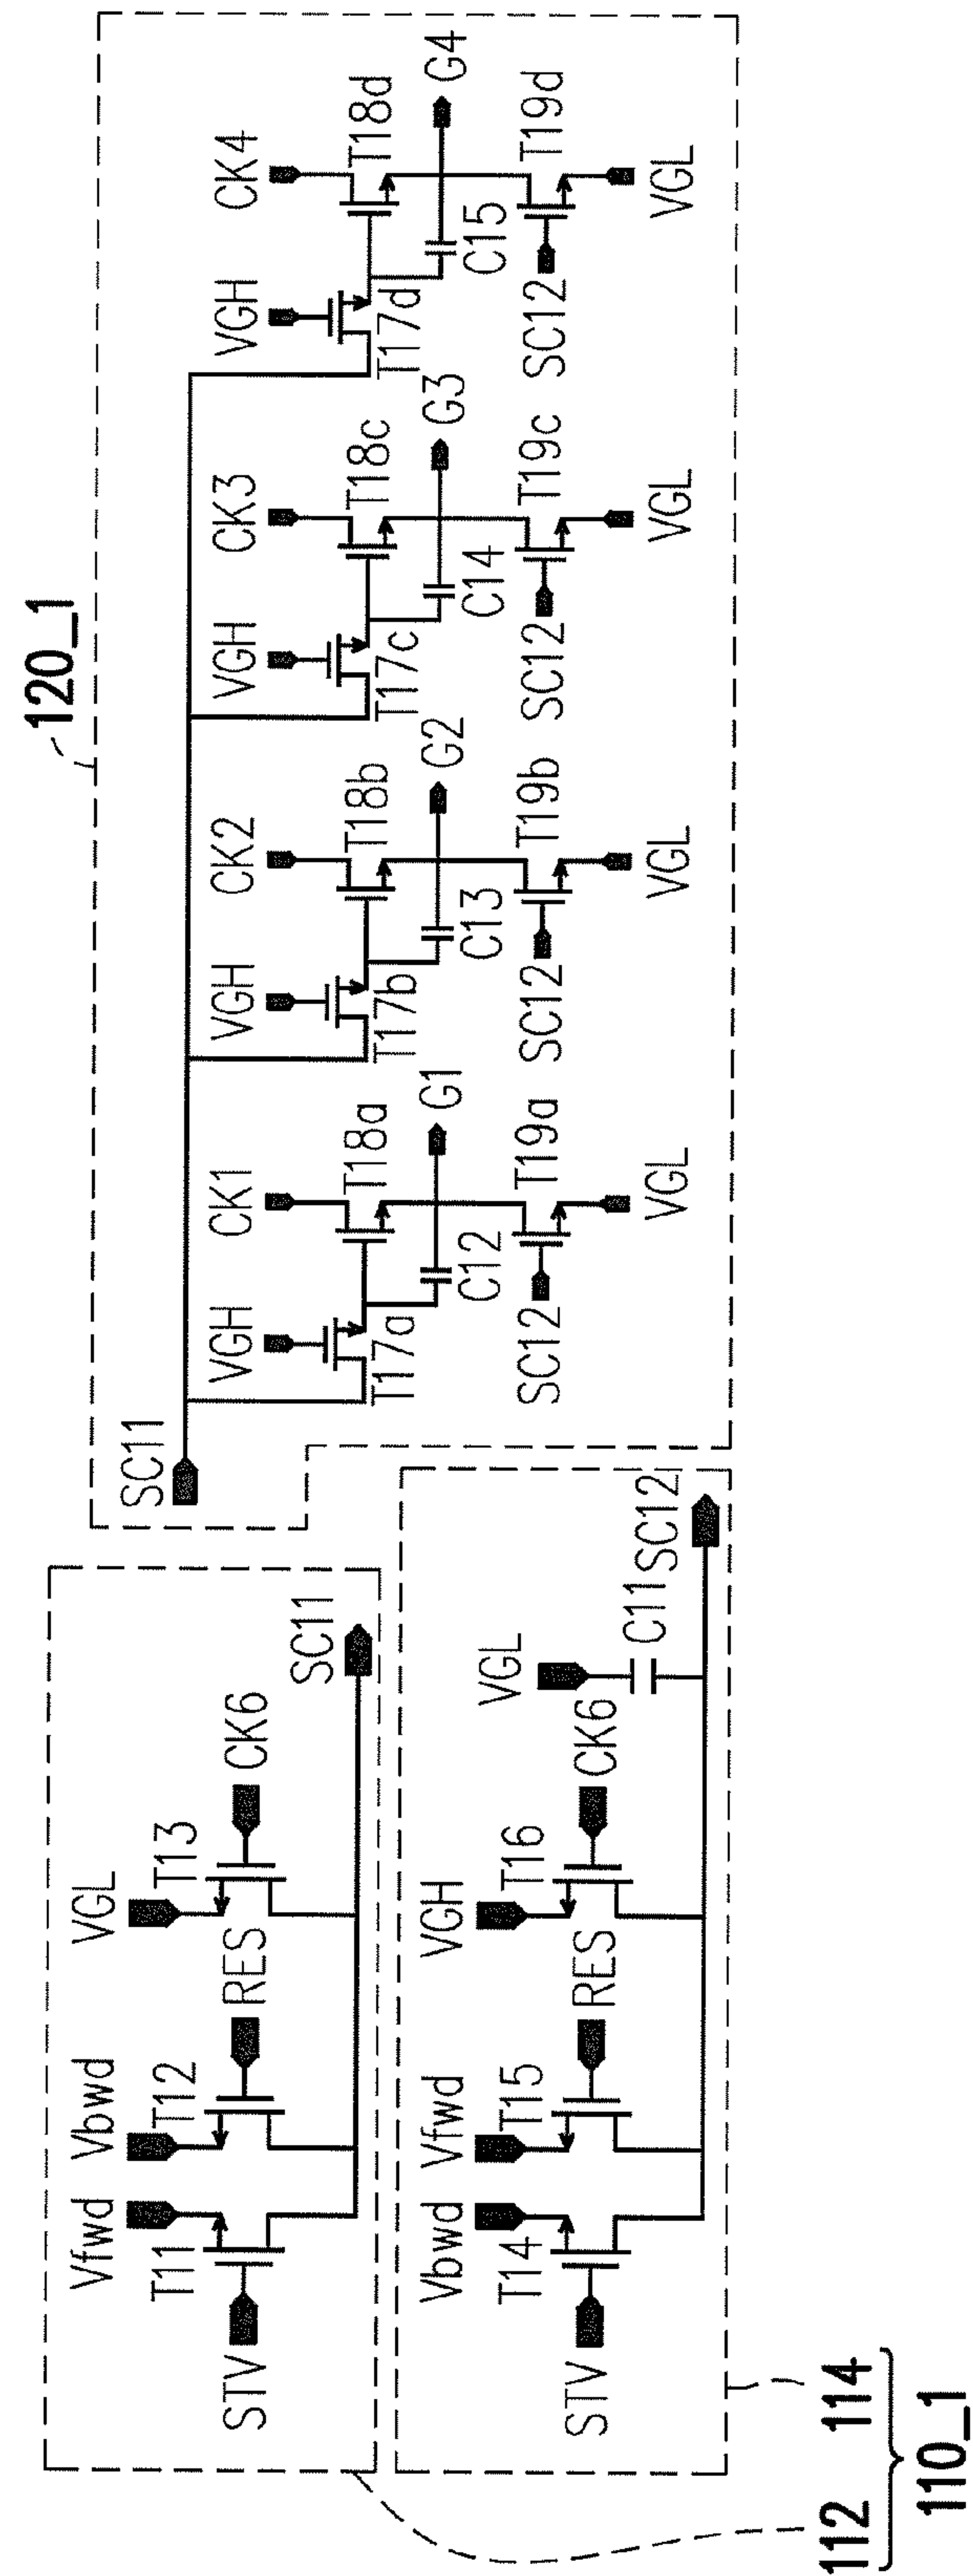 120_1
SC11
VGH
CK1
T17a
T18a
C12
G1
SC12
T19a
VGL
VGH
CK2
T17b
T18b
C13
G2
SC12
T19b
VGL
VGH
CK3
T17c
T18c
C14
G3
SC12
T19c
VGL
VGH
CK4
T17d
T18d
C15
G4
SC12
T19d
VGL
Vfwd
Vbwd
VGL
T11
T12
T13
STV
RES
CK6
SC11
Vbwd
Vfwd
VGH
VGL
T14
T15
T16
STV
RES
CK6
C11
SC12
112
114
110_1